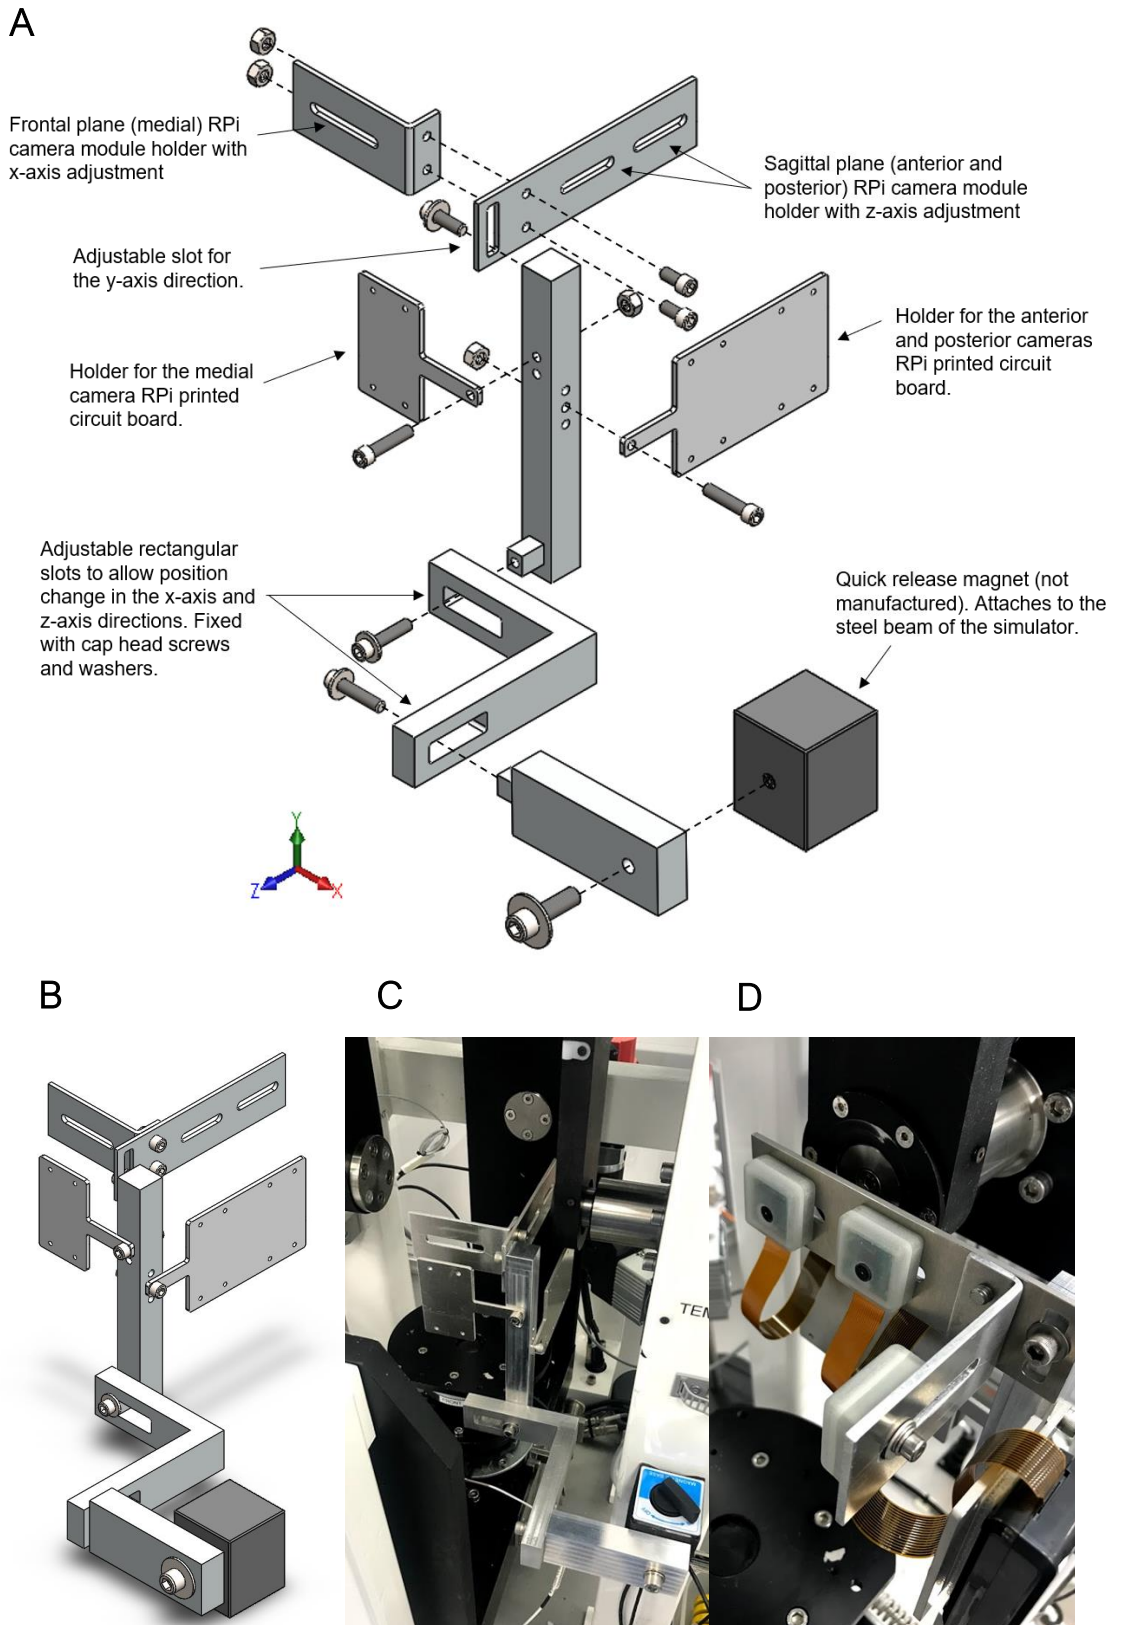 A
Frontal plane (medial) RPi
camera module holder with
x-axis adjustment
Sagittal plane (anterior and
posterior) RPi camera module
holder with z-axis adjustment
Adjustable slot for
the y-axis direction.
Holder for the medial
camera RPi printed
circuit board.
Holder for the anterior
and posterior cameras
RPi printed circuit
board.
Adjustable rectangular
slots to allow position
change in the x-axis and
z-axis directions. Fixed
with cap head screws
and washers.
Quick release magnet (not
manufactured). Attaches to the
steel beam of the simulator.
Y
Z
X
B
C
D
TEM